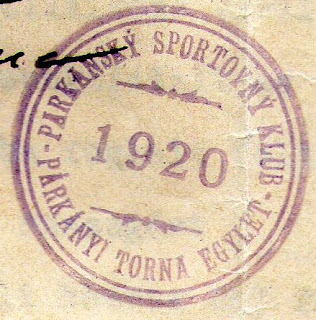 PARKANSKÝ SPORTOVNÝ KLUB
1920
PÁRKÁNYI TORNA EGYLET